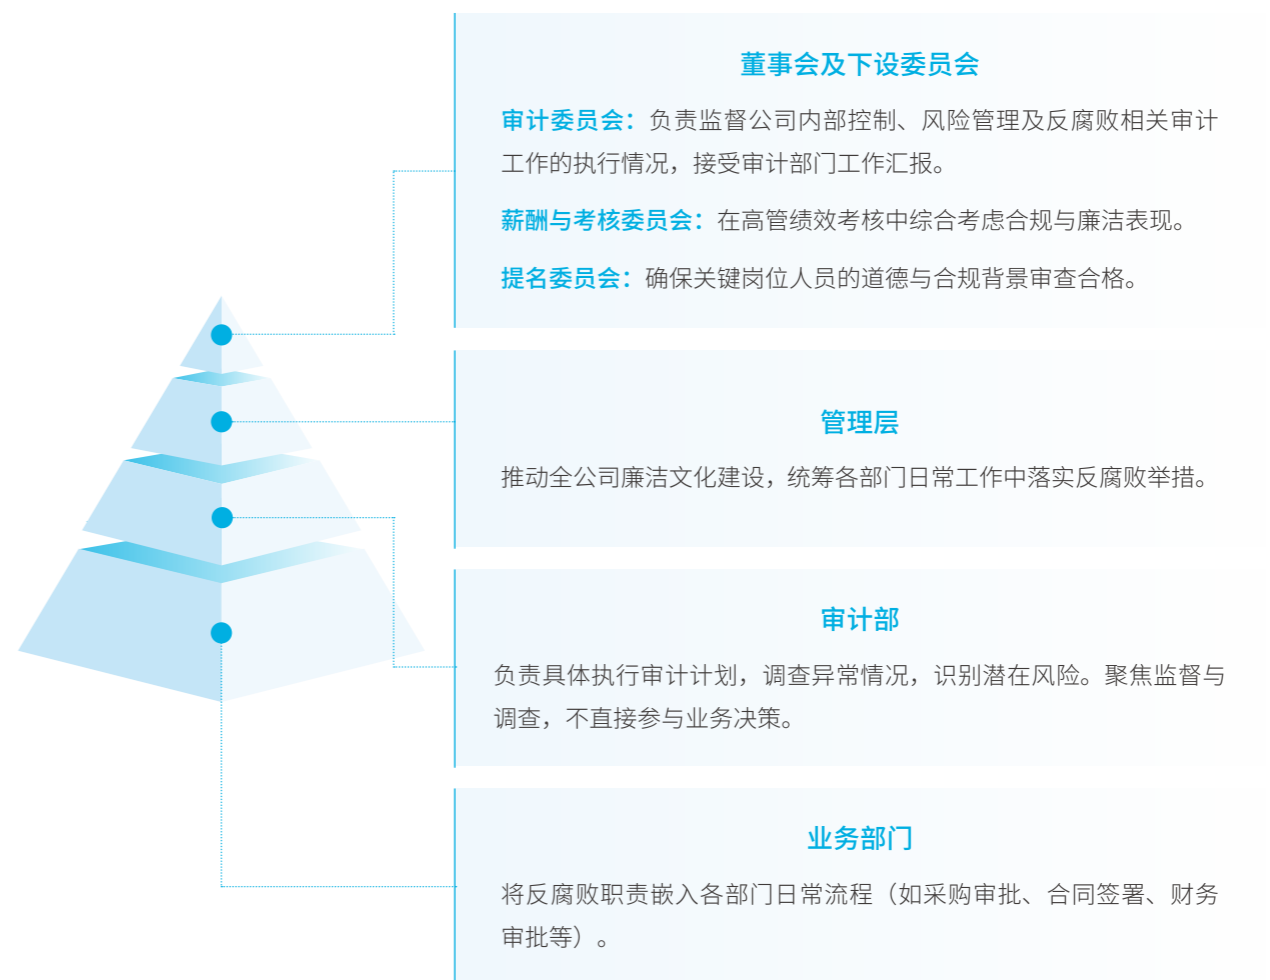 董事会及下设委员会
审计委员会：负责监督公司内部控制、风险管理及反腐败相关审计
工作的执行情况，接受审计部门工作汇报。
薪酬与考核委员会：在高管绩效考核中综合考虑合规与廉洁表现。
提名委员会：确保关键岗位人员的道德与合规背景审查合格。
管理层
推动全公司廉洁文化建设，统筹各部门日常工作中落实反腐败举措。
审计部
负责具体执行审计计划，调查异常情况，识别潜在风险。聚焦监督与
调查，不直接参与业务决策。
业务部门
将反腐败职责嵌入各部门日常流程（如采购审批、合同签署、财务
审批等）。